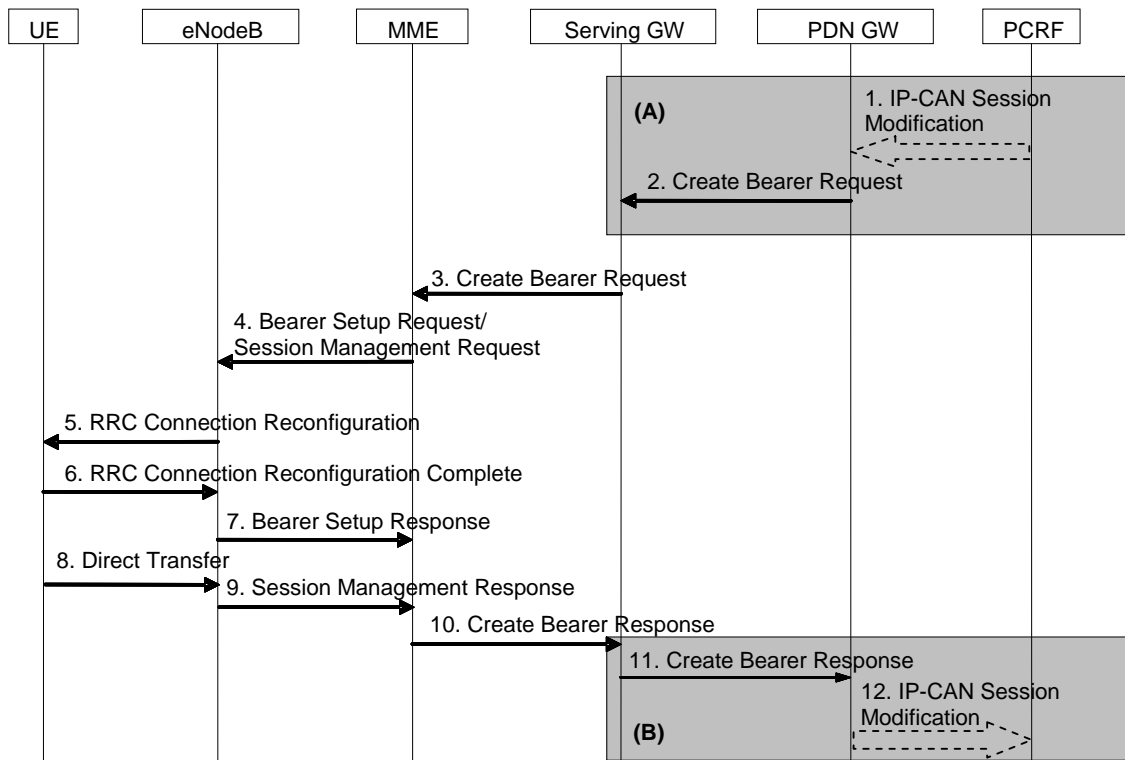 UE
eNodeB
MME
Serving GW
PDN GW
PCRF
(A)
1. IP-CAN Session
Modification
2. Create Bearer Request
3. Create Bearer Request
4. Bearer Setup Request/
Session Management Request
5. RRC Connection Reconfiguration
6. RRC Connection Reconfiguration Complete
7. Bearer Setup Response
8. Direct Transfer
9. Session Management Response
10. Create Bearer Response
11. Create Bearer Response
12. IP-CAN Session
Modification
(B)